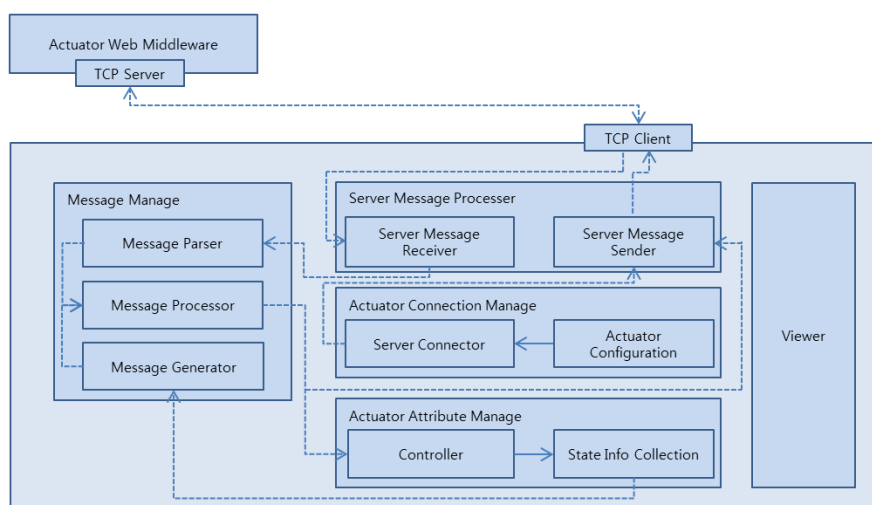 Actuator Web Middleware
TCP Server
TCP Client
Message Manage
Message Parser
Message Processor
Message Generator
Server Message Processer
Server Message
Receiver
Server Message
Sender
Actuator Connection Manage
Server Connector
Actuator
Configuration
Actuator Attribute Manage
Controller
State Info Collection
Viewer